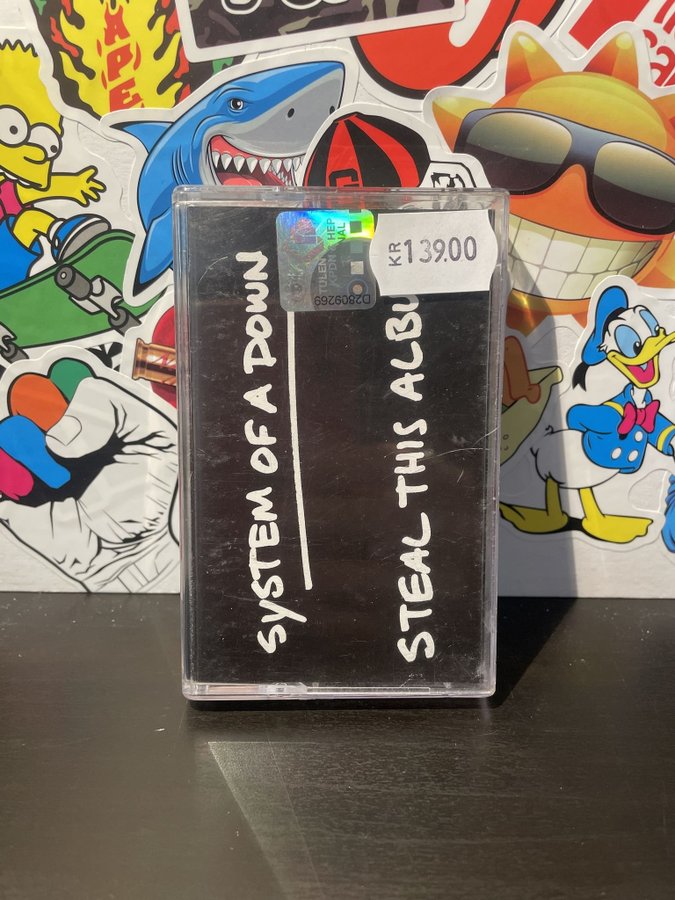 SYSTEM OF A DOWN
STEAL THIS ALBU
KR 139.00
D2809269